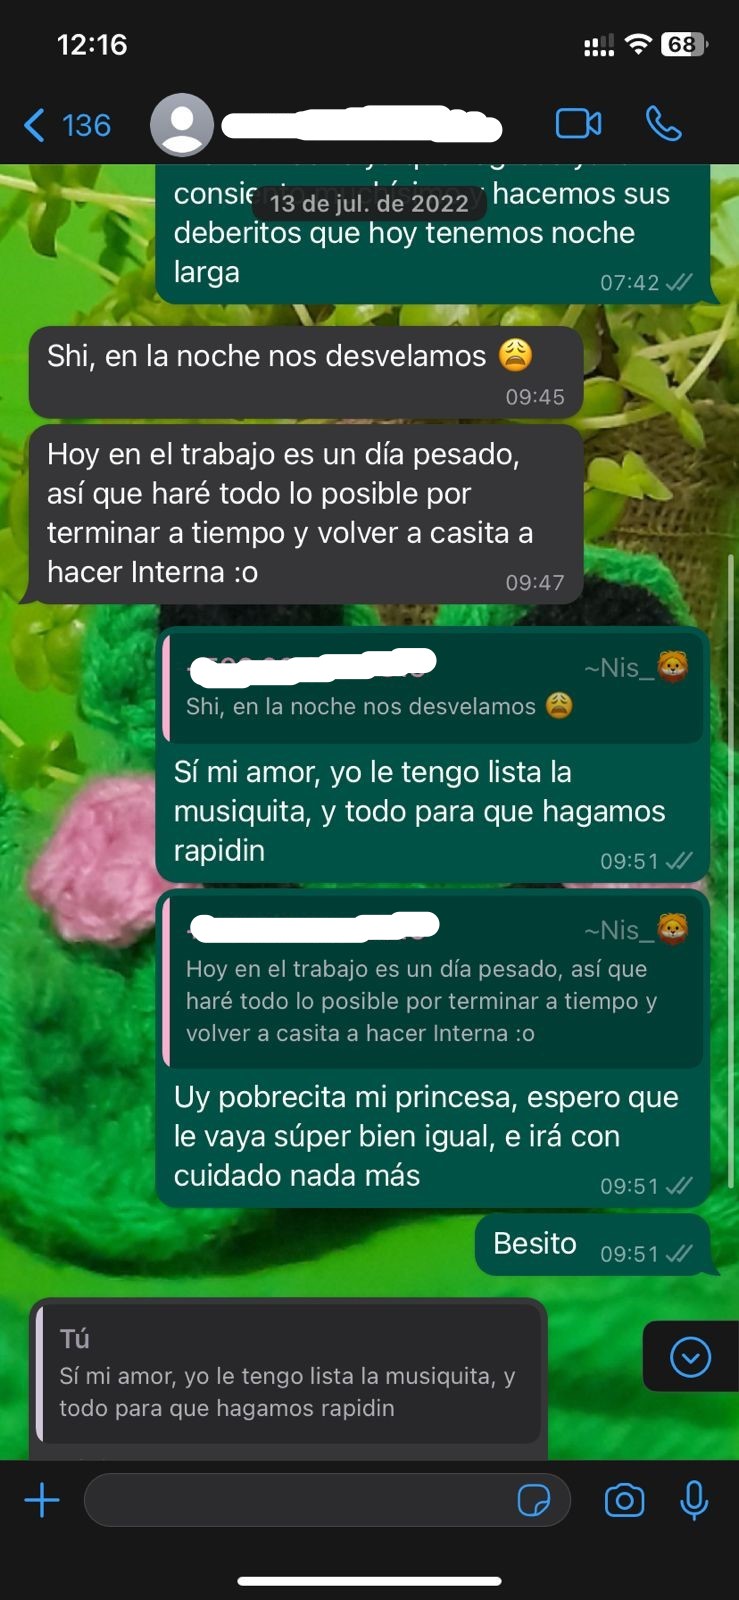 12:16
68
136
consiento muchísimo y hacemos sus
13 de jul. de 2022
deberitos que hoy tenemos noche
larga
07:42
Shi, en la noche nos desvelamos 😩
09:45
Hoy en el trabajo es un día pesado,
así que haré todo lo posible por
terminar a tiempo y volver a casita a
hacer Interna :o
09:47
~Nis_🦁
Shi, en la noche nos desvelamos 😩
Sí mi amor, yo le tengo lista la
musiquita, y todo para que hagamos
rapidin
09:51
~Nis_🦁
Hoy en el trabajo es un día pesado, así que
haré todo lo posible por terminar a tiempo y
volver a casita a hacer Interna :o
Uy pobrecita mi princesa, espero que
le vaya súper bien igual, e irá con
cuidado nada más
09:51
Besito
09:51
Tú
Sí mi amor, yo le tengo lista la musiquita, y
todo para que hagamos rapidin